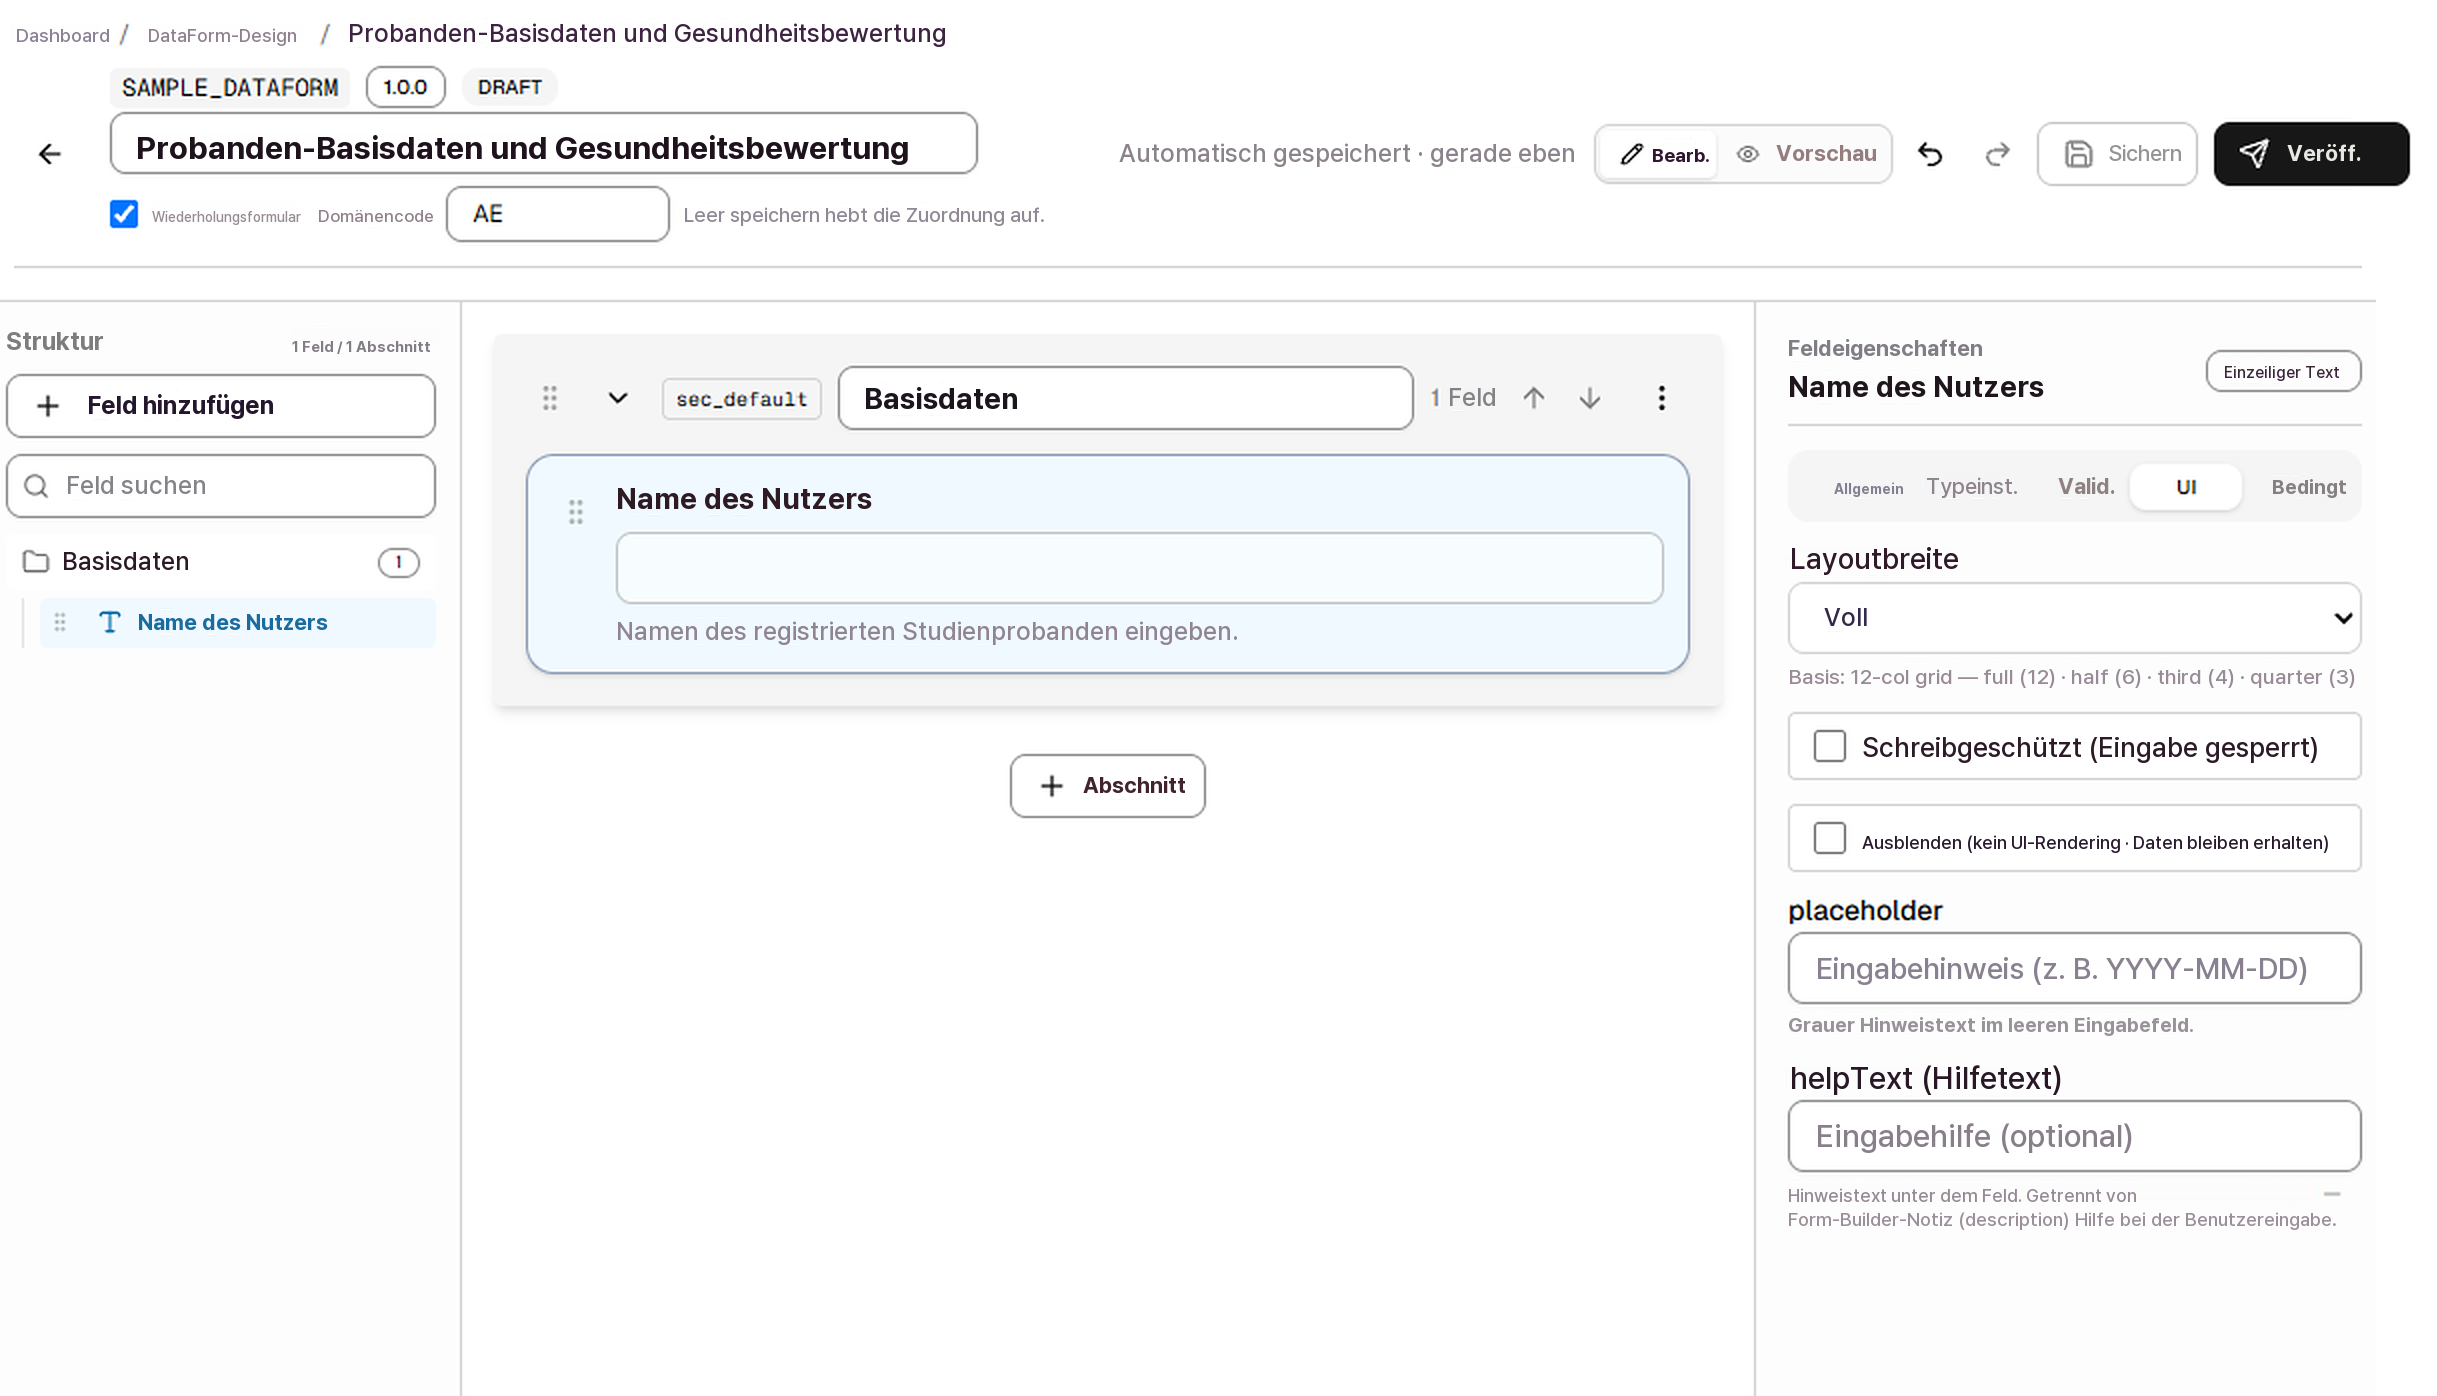 Dashboard / DataForm-Design / Probanden-Basisdaten und Gesundheitsbewertung
SAMPLE_DATAFORM 1.0.0 DRAFT
Probanden-Basisdaten und Gesundheitsbewertung
Automatisch gespeichert · gerade eben Bearb. Vorschau Sichern Veröff.
Wiederholungsformular Domänencode AE Leer speichern hebt die Zuordnung auf.
Struktur 1 Feld / 1 Abschnitt
Feld hinzufügen
Feld suchen
Basisdaten 1
Name des Nutzers
sec_default Basisdaten 1 Feld
Name des Nutzers
Namen des registrierten Studienprobanden eingeben.
Abschnitt
Feldeigenschaften
Name des Nutzers Einzeiliger Text
Allgemein Typeinst. Valid. UI Bedingt
Layoutbreite
Voll
Basis: 12-col grid — full (12) · half (6) · third (4) · quarter (3)
Schreibgeschützt (Eingabe gesperrt)
Ausblenden (kein UI-Rendering · Daten bleiben erhalten)
placeholder
Eingabehinweis (z. B. YYYY-MM-DD)
Grauer Hinweistext im leeren Eingabefeld.
helpText (Hilfetext)
Eingabehilfe (optional)
Hinweistext unter dem Feld. Getrennt von
Form-Builder-Notiz (description) Hilfe bei der Benutzereingabe.